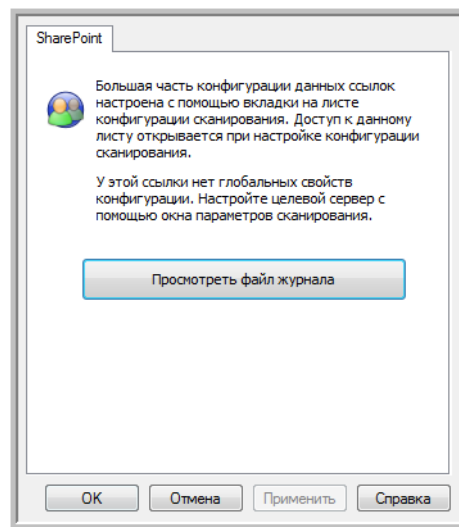 SharePoint
Большая часть конфигурации данных ссылок
настроена с помощью вкладки на листе
конфигурации сканирования. Доступ к данному
листу открывается при настройке конфигурации
сканирования.
У этой ссылки нет глобальных свойств
конфигурации. Настройте целевой сервер с
помощью окна параметров сканирования.
Просмотреть файл журнала
OK Отмена Применить Справка